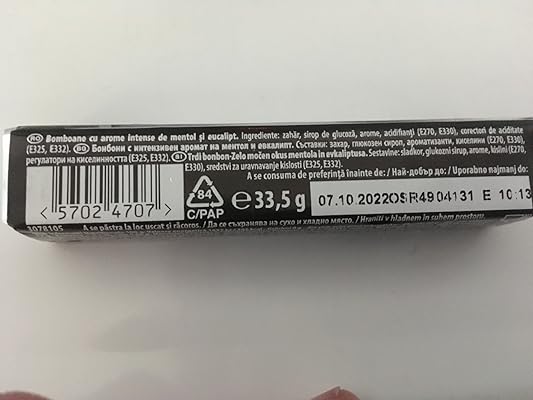 RO Bomboane cu arome intense de mentol şi eucalipt. Ingrediente: zahăr, sirop de glucoză, arome, acidifianţi (E270, E330), corectori de aciditate
(E325, E332). BG Бонбони с интензивен аромат на ментол и евкалипт. Съставки: захар, глюкозен сироп, ароматизанти, киселини (E270, E330),
регулатори на киселинността (E325, E332). SI Trdi bonbon-Zelo močen okus mentola in evkaliptusa. Sestavine: sladkor, glukozni sirup, arome, kislini (E270,
E330), sredstvi za uravnavanje kislosti (E325, E332).
A se consuma de preferinţă înainte de: / Най-добър до: / Uporabno najmanj do:
84
C/PAP
e 33,5 g
07.10.2022OSR4904131 E 10:13
< 5702 4707 >
3078105
A se păstra la loc uscat şi răcoros. / Да се съхранява на сухо и хладно място. / Hraniti v hladnem in suhem prostoru.